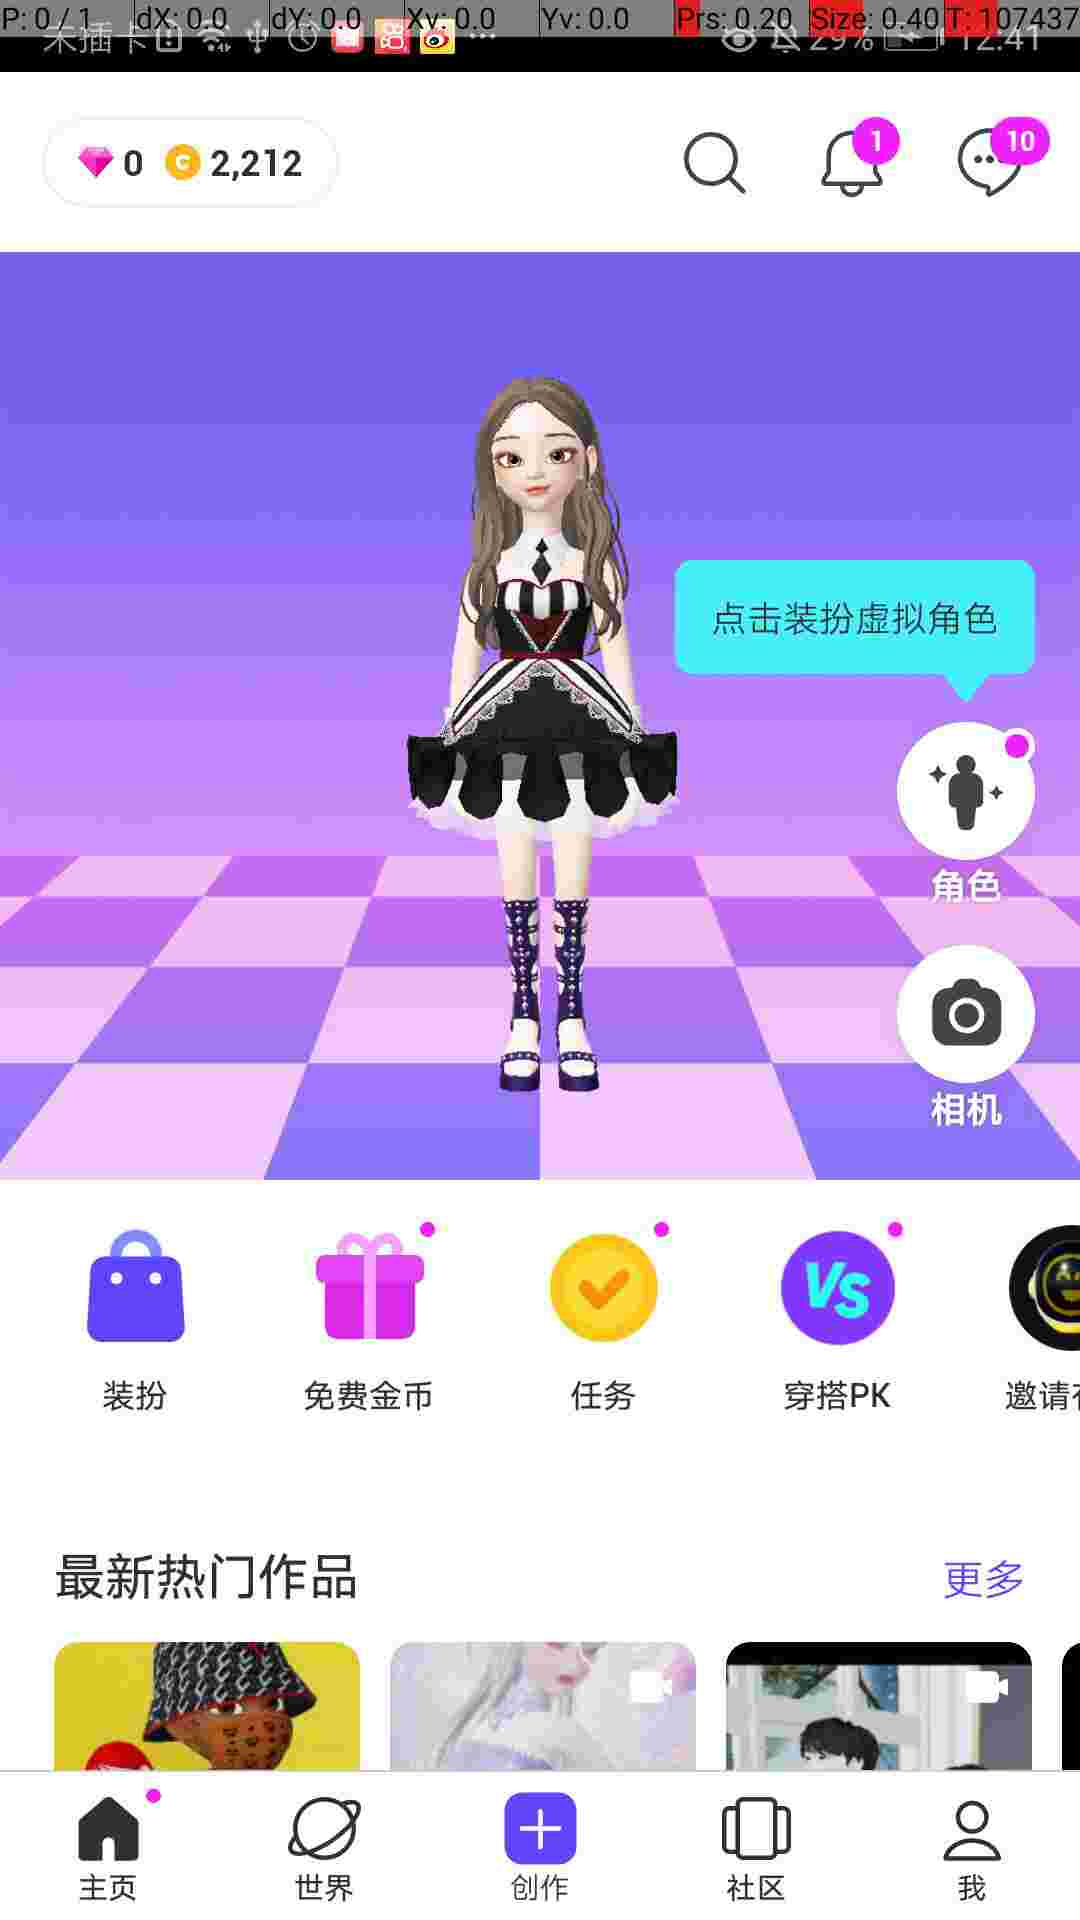 P: 0 / 1 dX: 0.0 dY: 0.0 Xv: 0.0 Yv: 0.0 Prs: 0.20 Size: 0.40 T: 107437
未插卡 29% 12:41
0 C 2,212 1 10
点击装扮虚拟角色
角色
相机
VS
装扮 免费金币 任务 穿搭PK 邀请
最新热门作品 更多
主页 世界 创作 社区 我